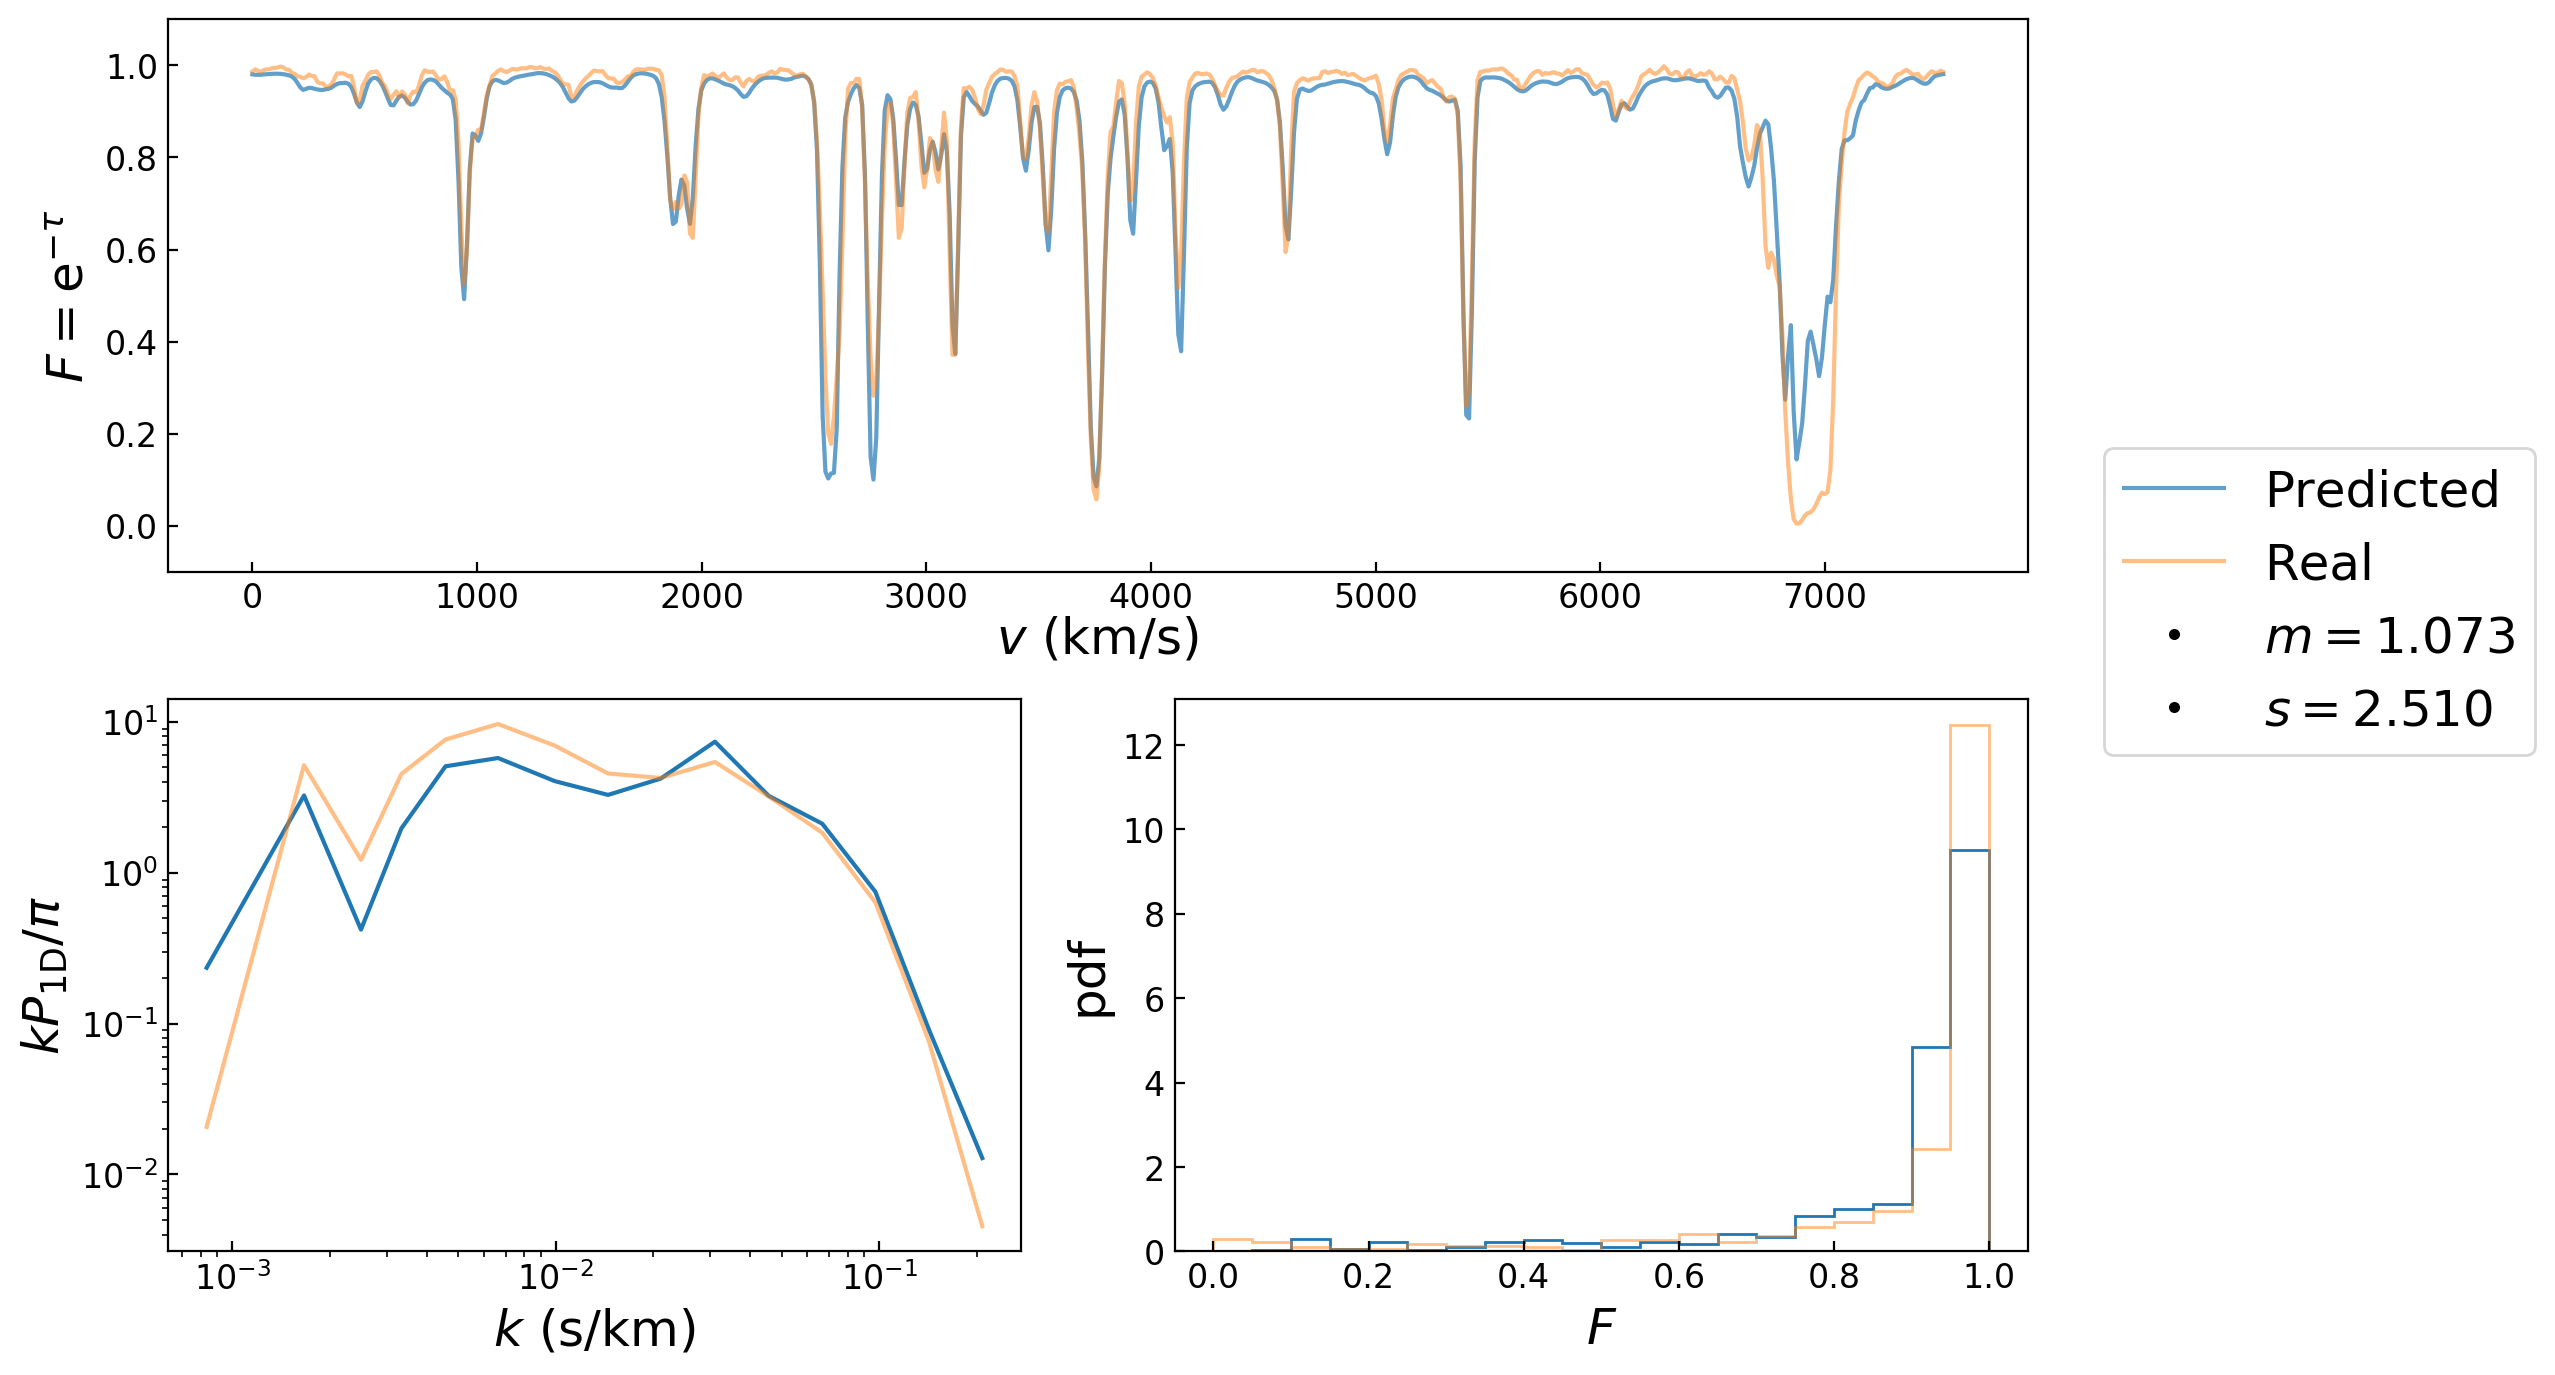 F = e^{−τ}
1.0
0.8
0.6
0.4
0.2
0.0
0 1000 2000 3000 4000 5000 6000 7000
v (km/s)
Predicted
Real
m = 1.073
s = 2.510
kP_{1D}/π
10^1
10^0
10^{−1}
10^{−2}
10^{−3} 10^{−2} 10^{−1}
k (s/km)
pdf
12
10
8
6
4
2
0
0.0 0.2 0.4 0.6 0.8 1.0
F